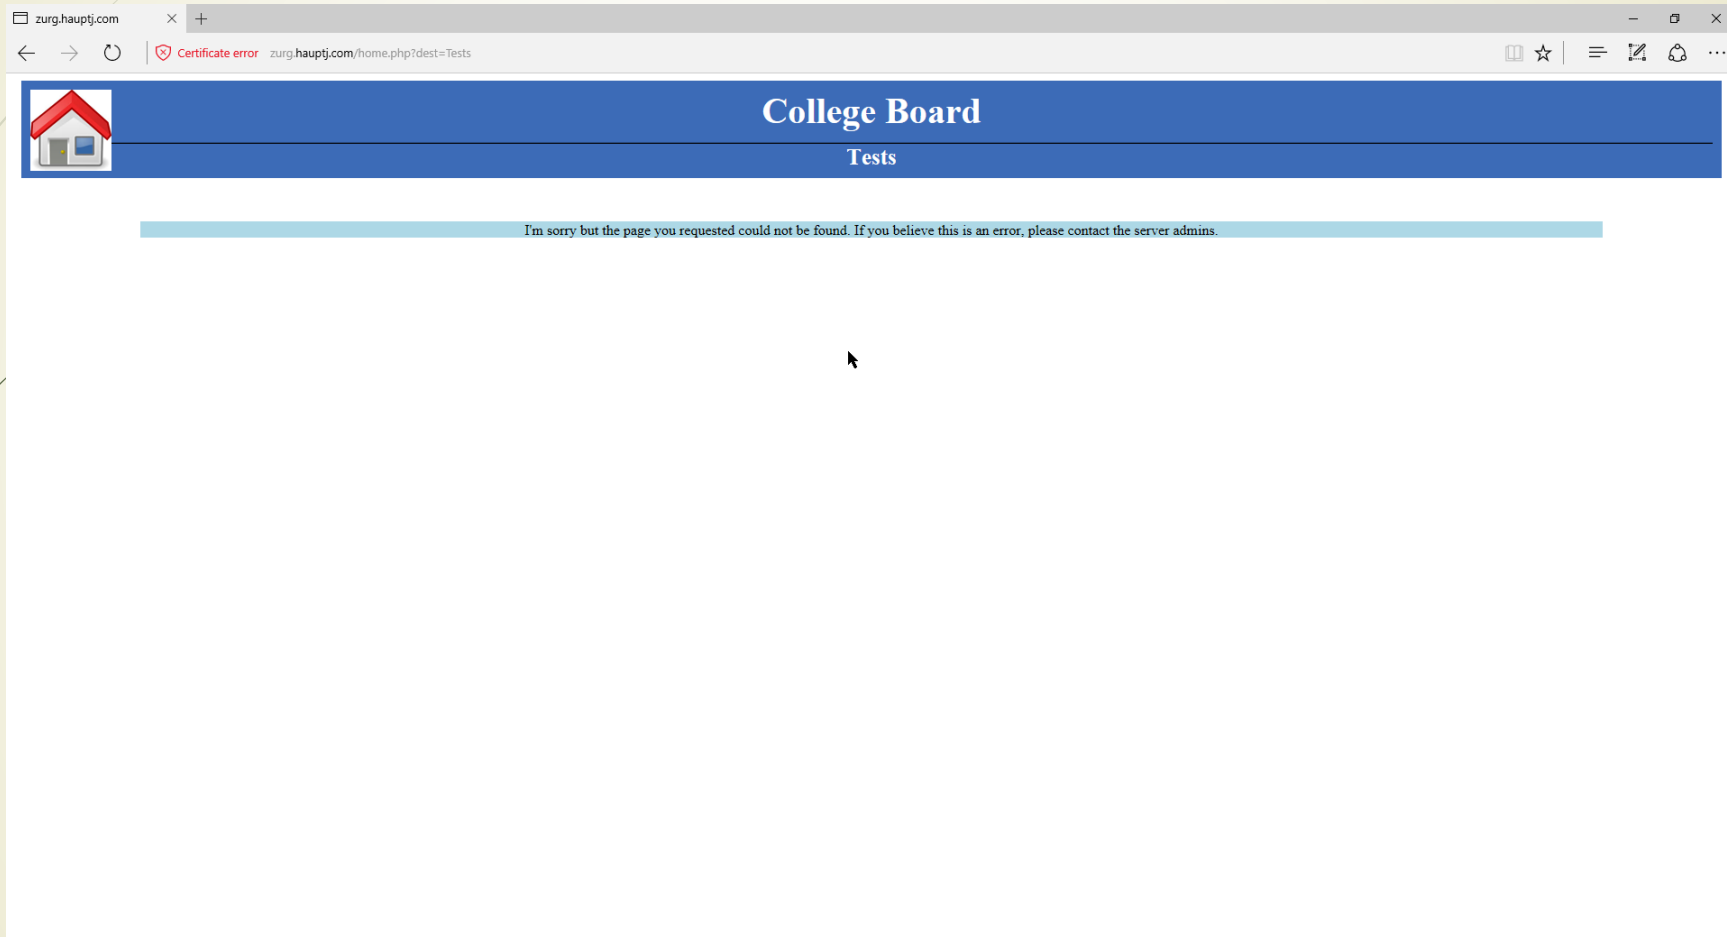 zurg.hauptj.com
Certificate error zurg.hauptj.com/home.php?dest=Tests
College Board
Tests
I'm sorry but the page you requested could not be found. If you believe this is an error, please contact the server admins.